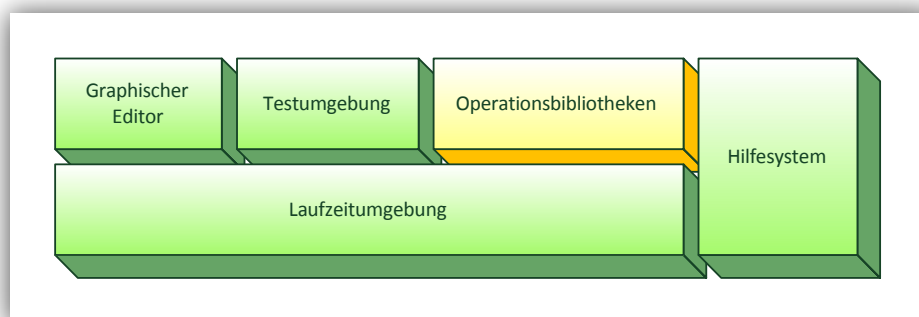 Graphischer
Editor
Testumgebung
Operationsbibliotheken
Hilfesystem
Laufzeitumgebung